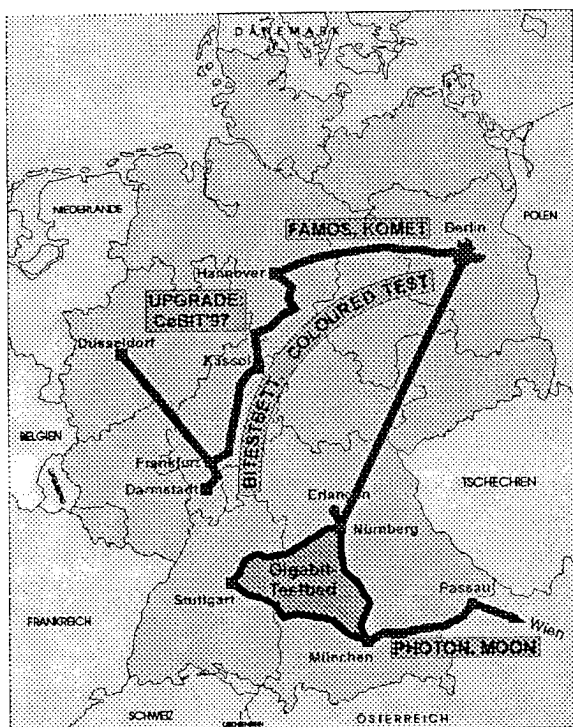 DÄNEMARK
NIEDERLANDE
POLEN
FAMOS, KOMET
Berlin
Hannover
UPGRADE:
CeBIT'97
Düsseldorf
Kassel
BITESTBETT, COLOURED TEST
BELGIEN
Frankfurt
Darmstadt
TSCHECHIEN
Erlangen
Nürnberg
Gigabit-
Testbed
Stuttgart
Passau
Wien
FRANKREICH
PHOTON, MOON
München
SCHWEIZ
ÖSTERREICH